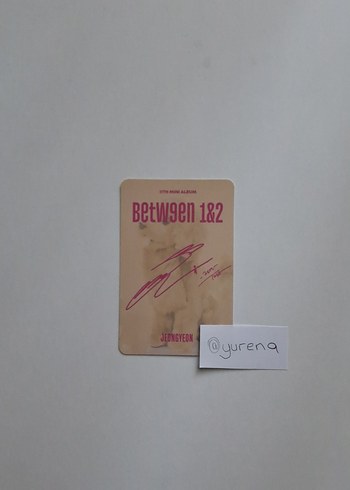 11TH MINI ALBUM
BETW9EN 1&2
JEONGYEON
@yurena